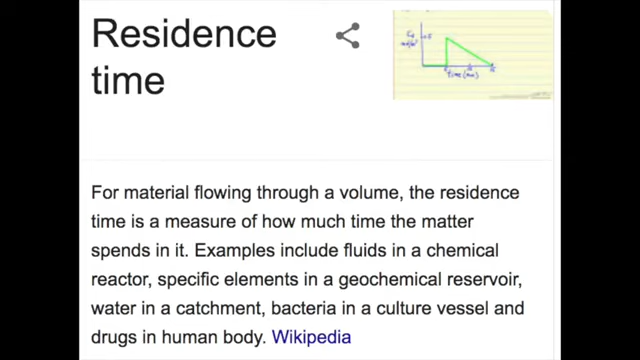 Residence
time
For material flowing through a volume, the residence
time is a measure of how much time the matter
spends in it. Examples include fluids in a chemical
reactor, specific elements in a geochemical reservoir,
water in a catchment, bacteria in a culture vessel and
drugs in human body. Wikipedia